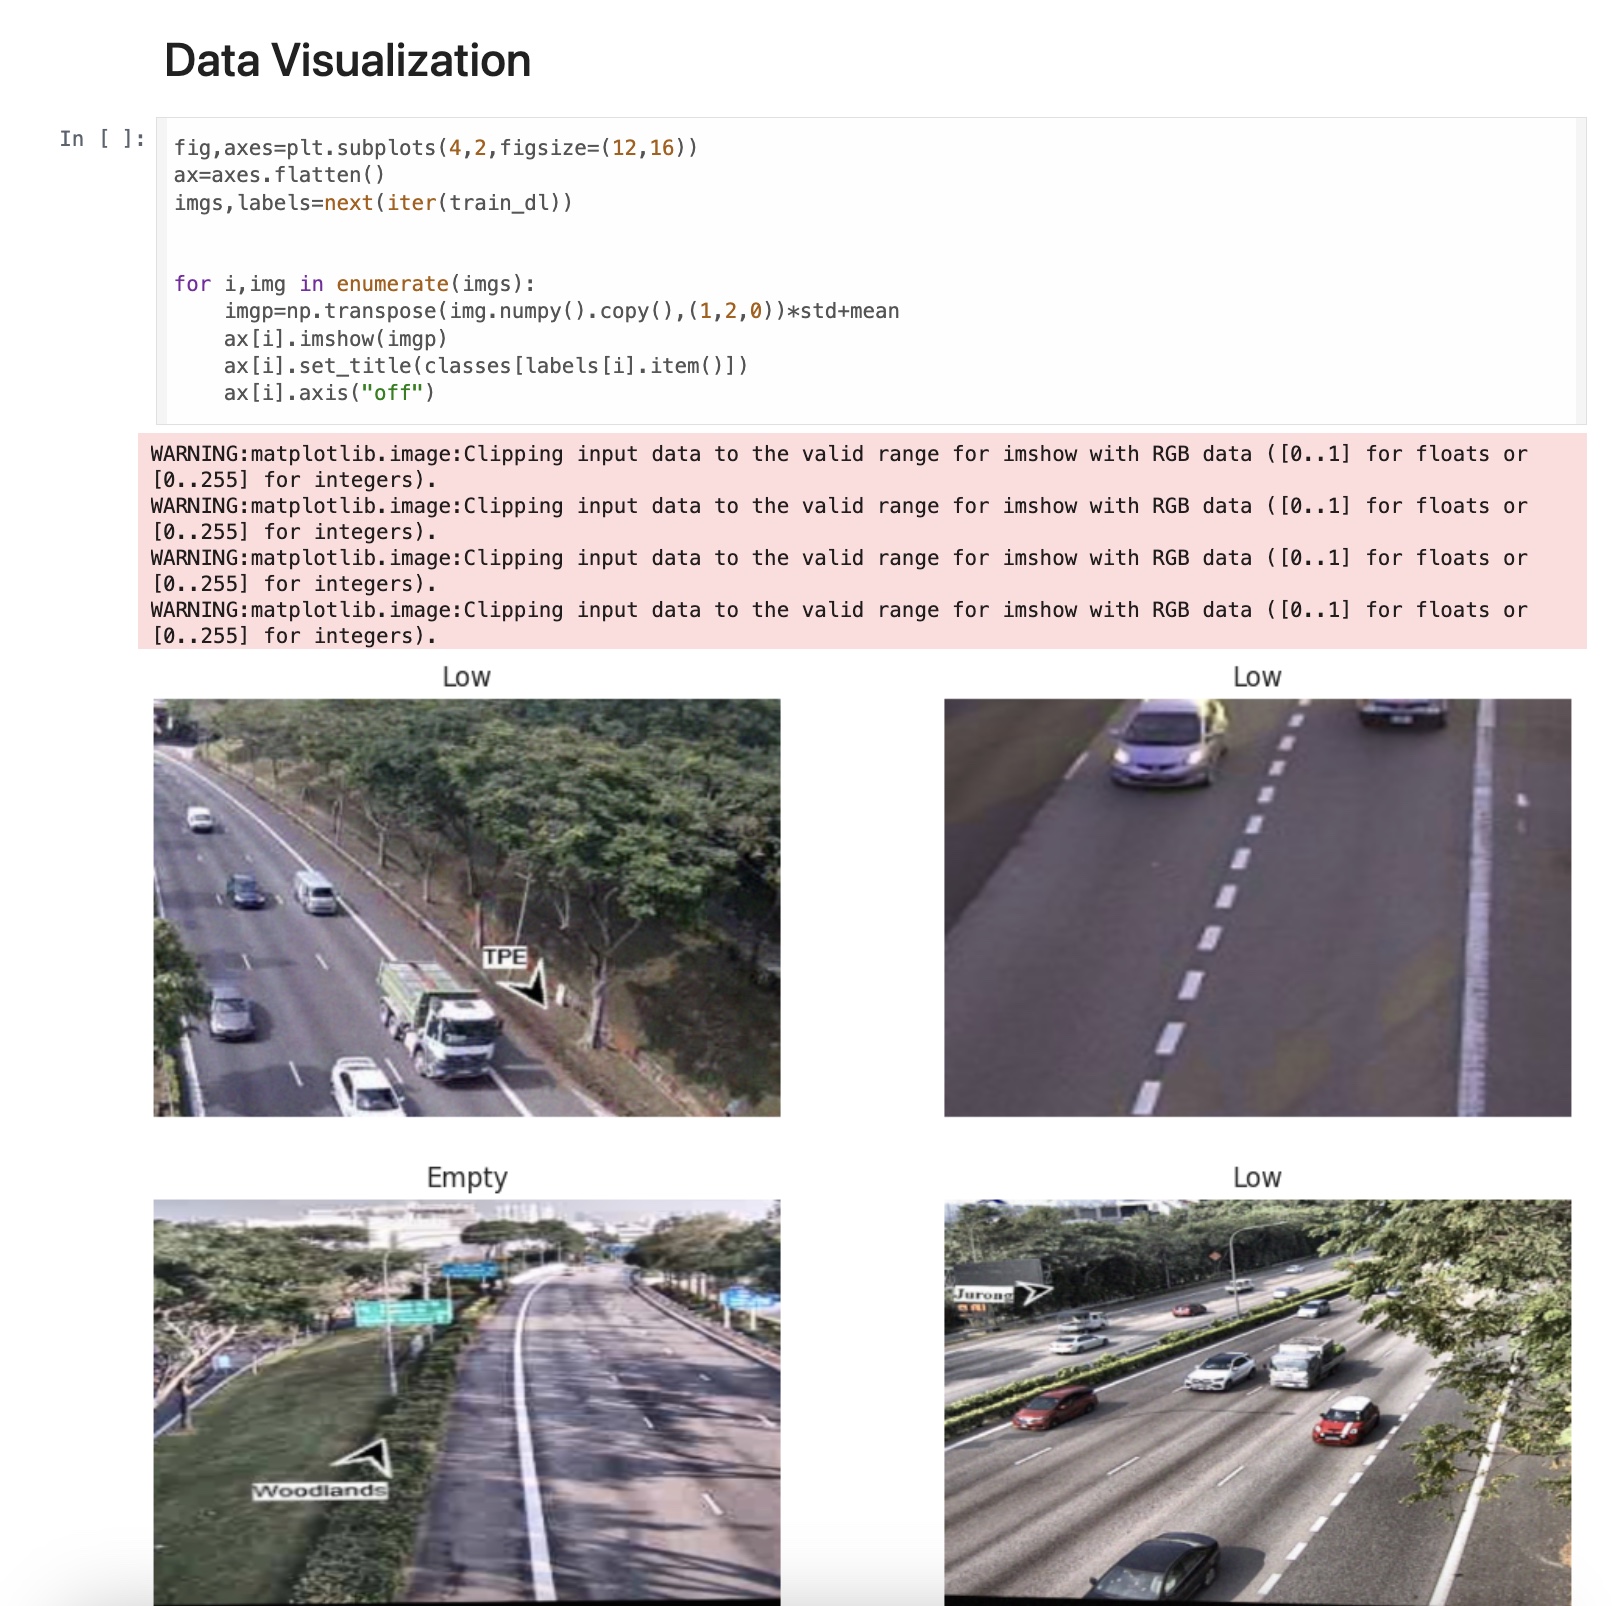 Data Visualization
In [ ]:
fig,axes=plt.subplots(4,2,figsize=(12,16))
ax=axes.flatten()
imgs,labels=next(iter(train_dl))
for i,img in enumerate(imgs):
    imgp=np.transpose(img.numpy().copy(),(1,2,0))*std+mean
    ax[i].imshow(imgp)
    ax[i].set_title(classes[labels[i].item()])
    ax[i].axis("off")
WARNING:matplotlib.image:Clipping input data to the valid range for imshow with RGB data ([0..1] for floats or
[0..255] for integers).
WARNING:matplotlib.image:Clipping input data to the valid range for imshow with RGB data ([0..1] for floats or
[0..255] for integers).
WARNING:matplotlib.image:Clipping input data to the valid range for imshow with RGB data ([0..1] for floats or
[0..255] for integers).
WARNING:matplotlib.image:Clipping input data to the valid range for imshow with RGB data ([0..1] for floats or
[0..255] for integers).
Low
Low
TPE
Empty
Low
Jurong
Woodlands